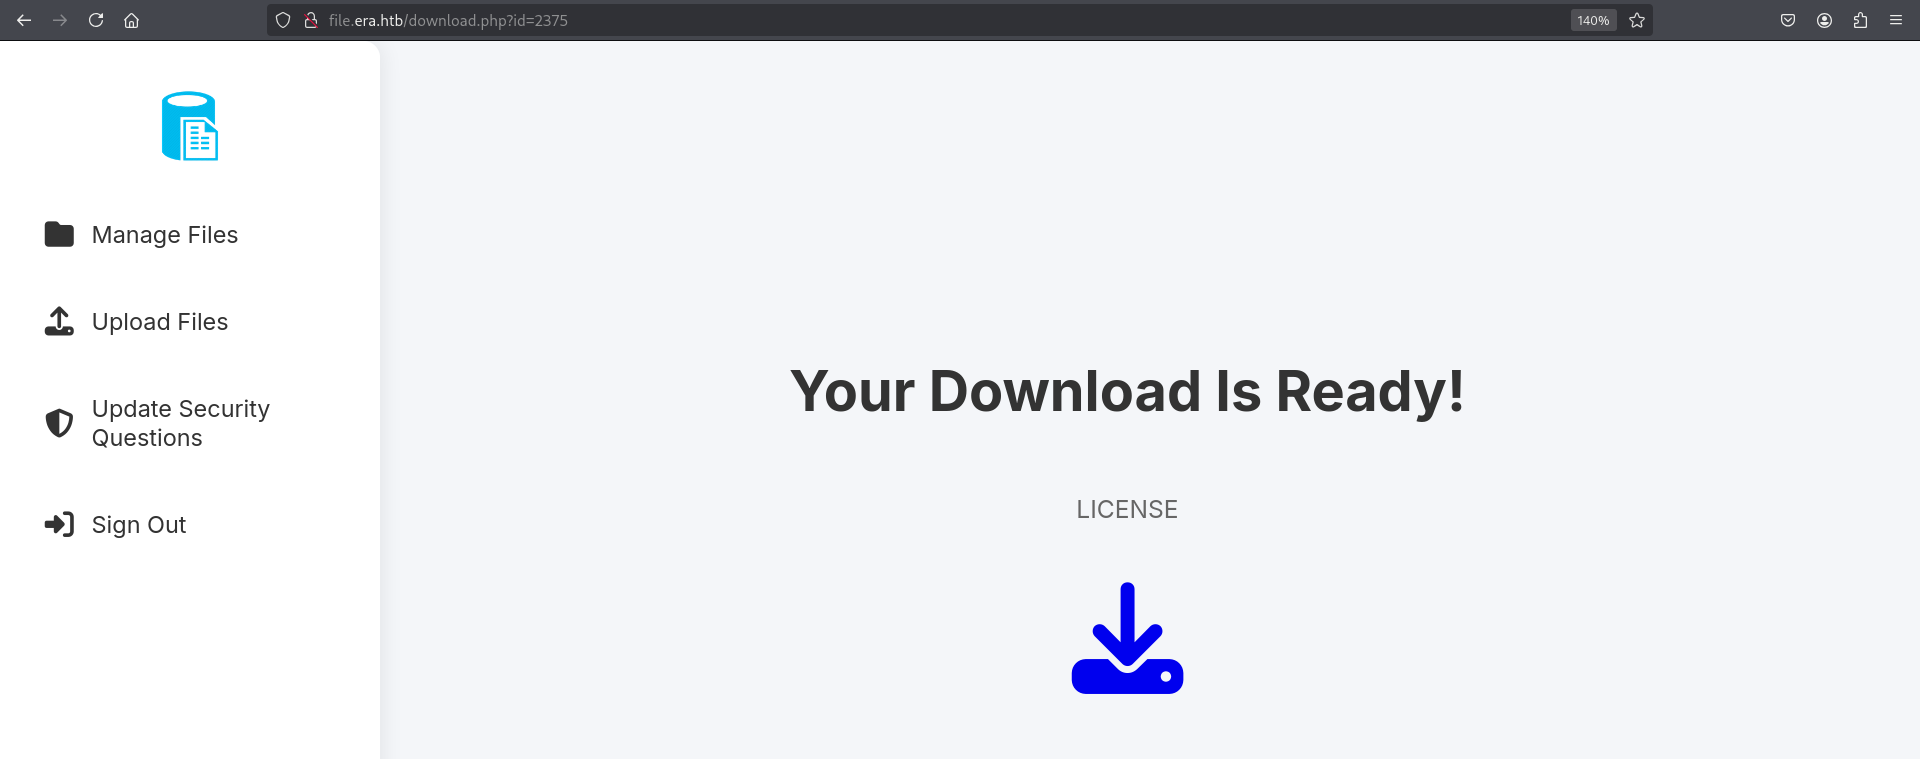 file.era.htb/download.php?id=2375
140%
Manage Files
Upload Files
Update Security
Questions
Sign Out
Your Download Is Ready!
LICENSE